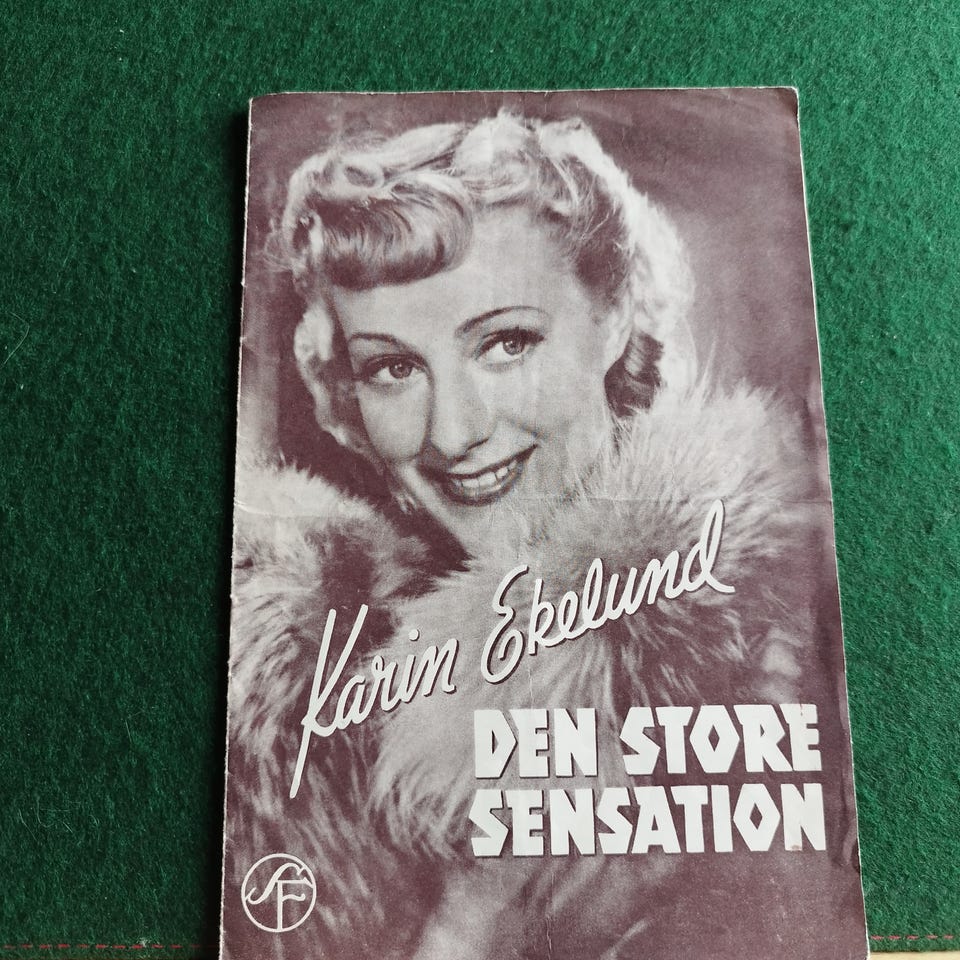 Karin Ekelund
DEN STORE
SENSATION
SF